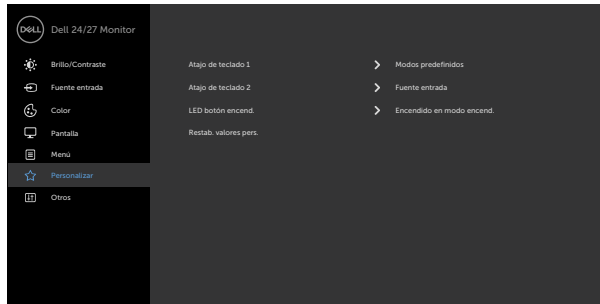 DELL Dell 24/27 Monitor
Brillo/Contraste Atajo de teclado 1 Modos predefinidos
Fuente entrada Atajo de teclado 2 Fuente entrada
Color LED botón encend. Encendido en modo encend.
Pantalla Restab. valores pers.
Menú
Personalizar
Otros